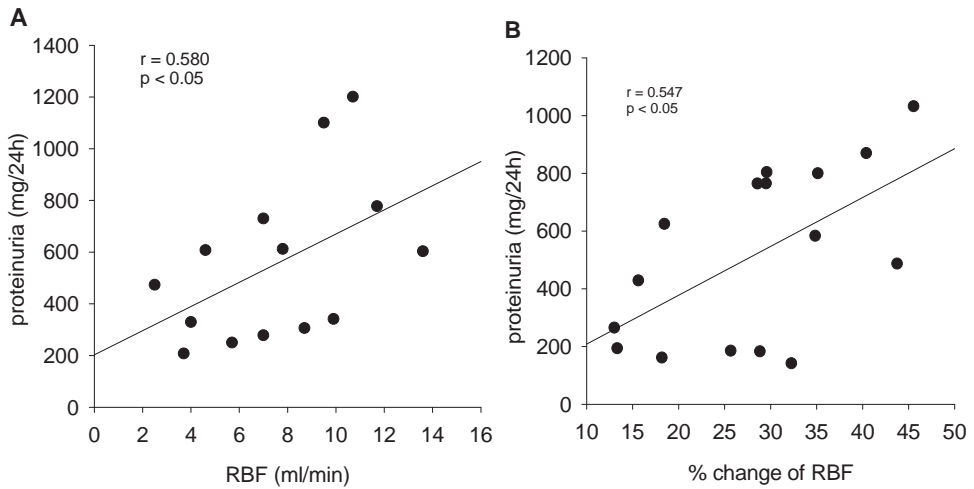 A
r = 0.580
p < 0.05
proteinuria (mg/24h)
1400
1200
1000
800
600
400
200
0
0 2 4 6 8 10 12 14 16
RBF (ml/min)
B
r = 0.547
p < 0.05
proteinuria (mg/24h)
1200
1000
800
600
400
200
0
10 15 20 25 30 35 40 45 50
% change of RBF